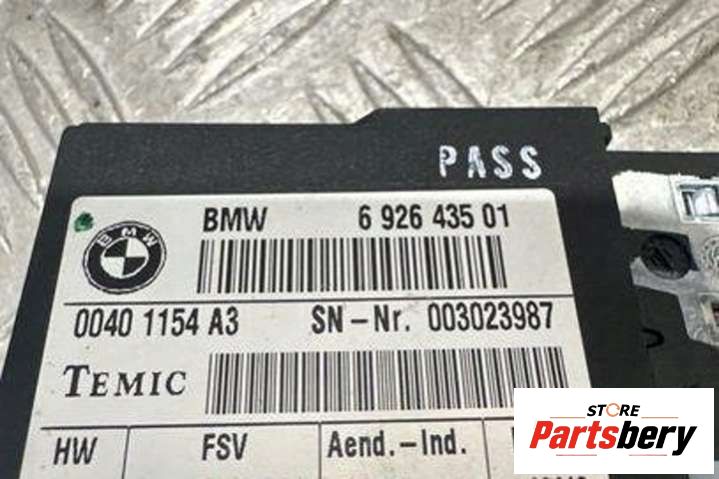 PASS
BMW 6 926 435 01
BMW
0040 1154 A3 SN-Nr. 003023987
TEMIC
HW FSV Aend.-Ind.
STORE
Partsbery